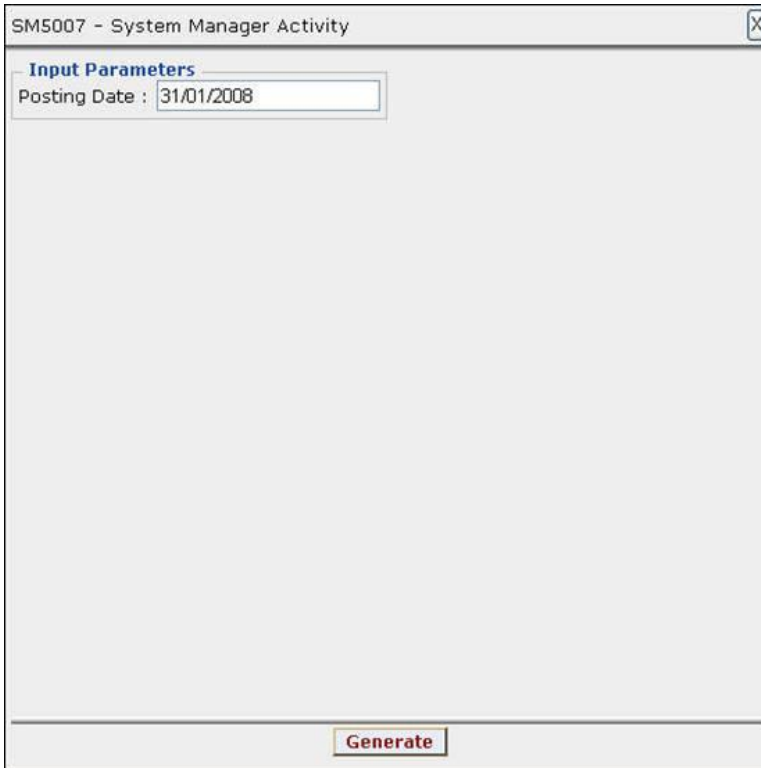 SM5007 - System Manager Activity X
Input Parameters
Posting Date : 31/01/2008
Generate